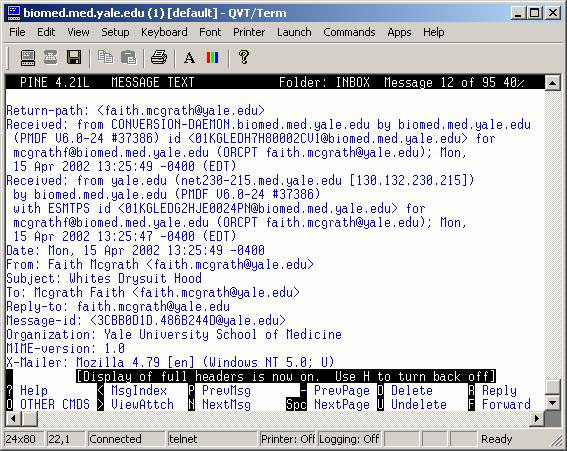 biomed.med.yale.edu (1) [default] - QVT/Term
File Edit View Setup Keyboard Font Printer Launch Commands Apps Help
PINE 4.21L MESSAGE TEXT Folder: INBOX Message 12 of 95 40%
Return-path: <faith.mcgrath@yale.edu>
Received: from CONVERSION-DAEMON.biomed.med.yale.edu by biomed.med.yale.edu
(PMDF V6.0-24 #37386) id <01KGLEDH7H80002CV1@biomed.med.yale.edu> for
mcgrathf@biomed.med.yale.edu (ORCPT faith.mcgrath@yale.edu); Mon,
15 Apr 2002 13:25:49 -0400 (EDT)
Received: from yale.edu (net230-215.med.yale.edu [130.132.230.215])
by biomed.med.yale.edu (PMDF V6.0-24 #37386)
with ESMTPS id <01KGLEDG2HJE0024PN@biomed.med.yale.edu> for
mcgrathf@biomed.med.yale.edu (ORCPT faith.mcgrath@yale.edu); Mon,
15 Apr 2002 13:25:47 -0400 (EDT)
Date: Mon, 15 Apr 2002 13:25:49 -0400
From: Faith Mcgrath <faith.mcgrath@yale.edu>
Subject: Whites Drysuit Hood
To: Mcgrath Faith <faith.mcgrath@yale.edu>
Reply-to: faith.mcgrath@yale.edu
Message-id: <3CBB0D1D.486B244D@yale.edu>
Organization: Yale University School of Medicine
MIME-version: 1.0
X-Mailer: Mozilla 4.79 [en] (Windows NT 5.0; U)
[Display of full headers is now on. Use H to turn back off]
? Help < MsgIndex P PrevMsg - PrevPage D Delete R Reply
O OTHER CMDS > ViewAttch N NextMsg Spc NextPage U Undelete F Forward
24x80 22,1 Connected telnet Printer: Off Logging: Off Ready